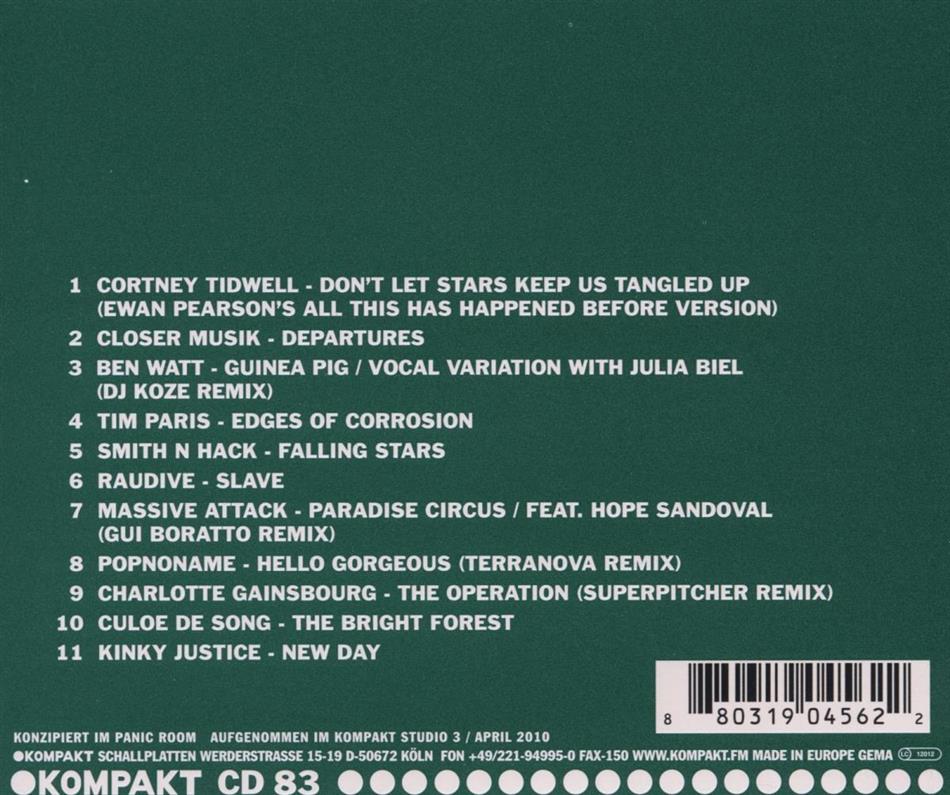 1 CORTNEY TIDWELL - DON'T LET STARS KEEP US TANGLED UP
(EWAN PEARSON'S ALL THIS HAS HAPPENED BEFORE VERSION)
2 CLOSER MUSIK - DEPARTURES
3 BEN WATT - GUINEA PIG / VOCAL VARIATION WITH JULIA BIEL
(DJ KOZE REMIX)
4 TIM PARIS - EDGES OF CORROSION
5 SMITH N HACK - FALLING STARS
6 RAUDIVE - SLAVE
7 MASSIVE ATTACK - PARADISE CIRCUS / FEAT. HOPE SANDOVAL
(GUI BORATTO REMIX)
8 POPNONAME - HELLO GORGEOUS (TERRANOVA REMIX)
9 CHARLOTTE GAINSBOURG - THE OPERATION (SUPERPITCHER REMIX)
10 CULOE DE SONG - THE BRIGHT FOREST
11 KINKY JUSTICE - NEW DAY
8 80319 04562 2
KONZIPIERT IM PANIC ROOM AUFGENOMMEN IM KOMPAKT STUDIO 3 / APRIL 2010
KOMPAKT SCHALLPLATTEN WERDERSTRASSE 15-19 D-50672 KÖLN FON +49/221-94995-0 FAX-150 WWW.KOMPAKT.FM MADE IN EUROPE GEMA LC 12012
KOMPAKT CD 83